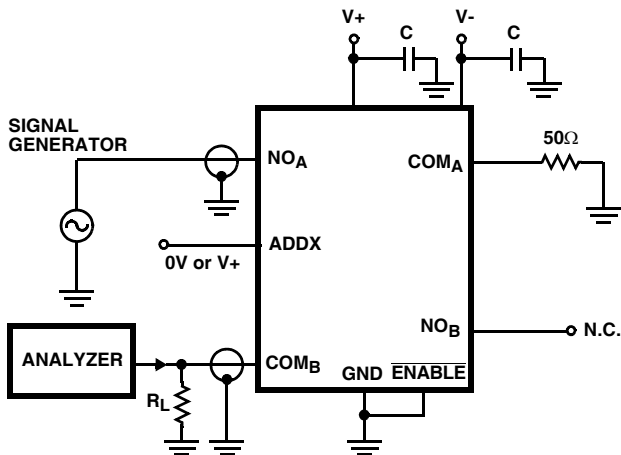 V+
C
V-
C
SIGNAL
GENERATOR
NOA
COMA
50Ω
ADDX
0V or V+
NOB
N.C.
ANALYZER
COMB
RL
GND
ENABLE